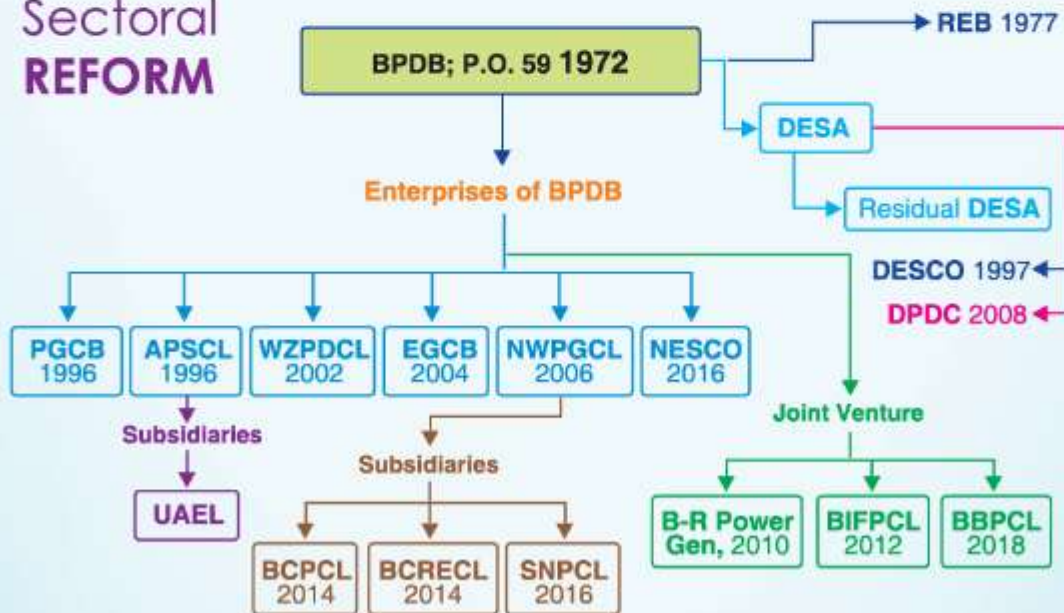 Sectoral
REFORM
BPDB; P.O. 59 1972
REB 1977
DESA
Residual DESA
Enterprises of BPDB
DESCO 1997
DPDC 2008
PGCB
1996
APSCL
1996
WZPDCL
2002
EGCB
2004
NWPGCL
2006
NESCO
2016
Subsidiaries
UAEL
Subsidiaries
BCPCL
2014
BCRECL
2014
SNPCL
2016
Joint Venture
B-R Power
Gen, 2010
BIFPCL
2012
BBPCL
2018